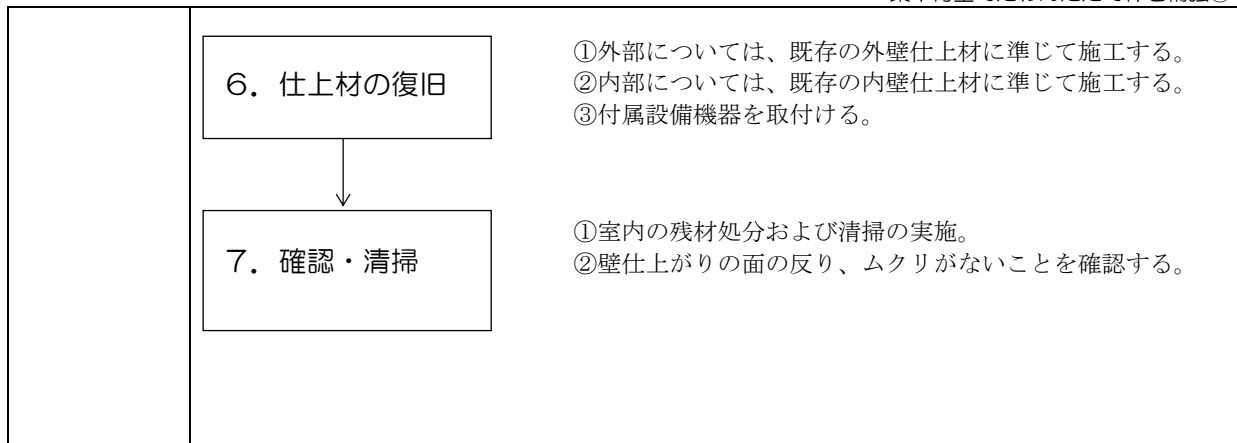 ６．仕上材の復旧
①外部については、既存の外壁仕上材に準じて施工する。
②内部については、既存の内壁仕上材に準じて施工する。
③付属設備機器を取付ける。
７．確認・清掃
①室内の残材処分および清掃の実施。
②壁仕上がりの面の反り、ムクリがないことを確認する。